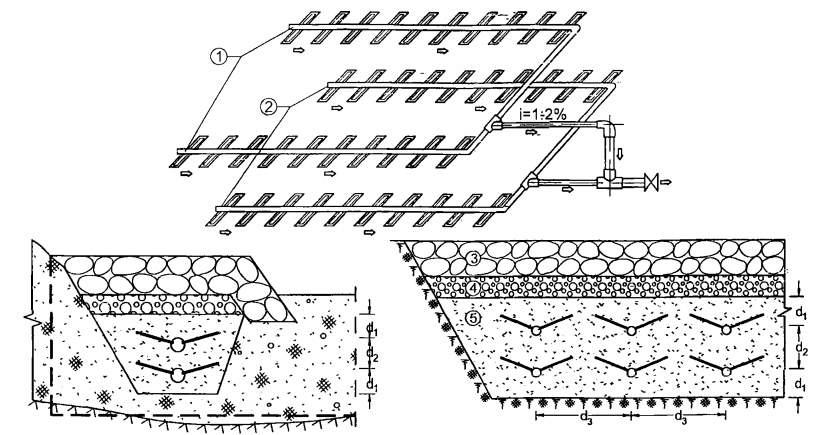 ①
②
i=1÷2%
③
④
⑤
d₁
d₂
d₁
d₁
d₂
d₁
d₃
d₃